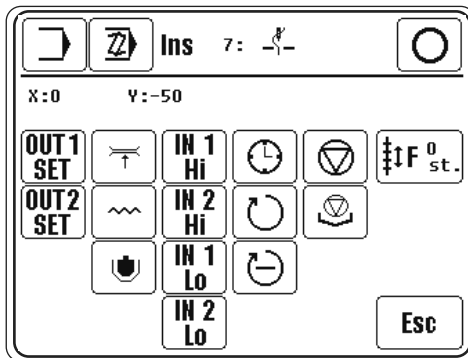 Ins 7:
X:0 Y:-50
OUT1 SET
IN 1 Hi
F 0 st.
OUT2 SET
IN 2 Hi
IN 1 Lo
IN 2 Lo
Esc